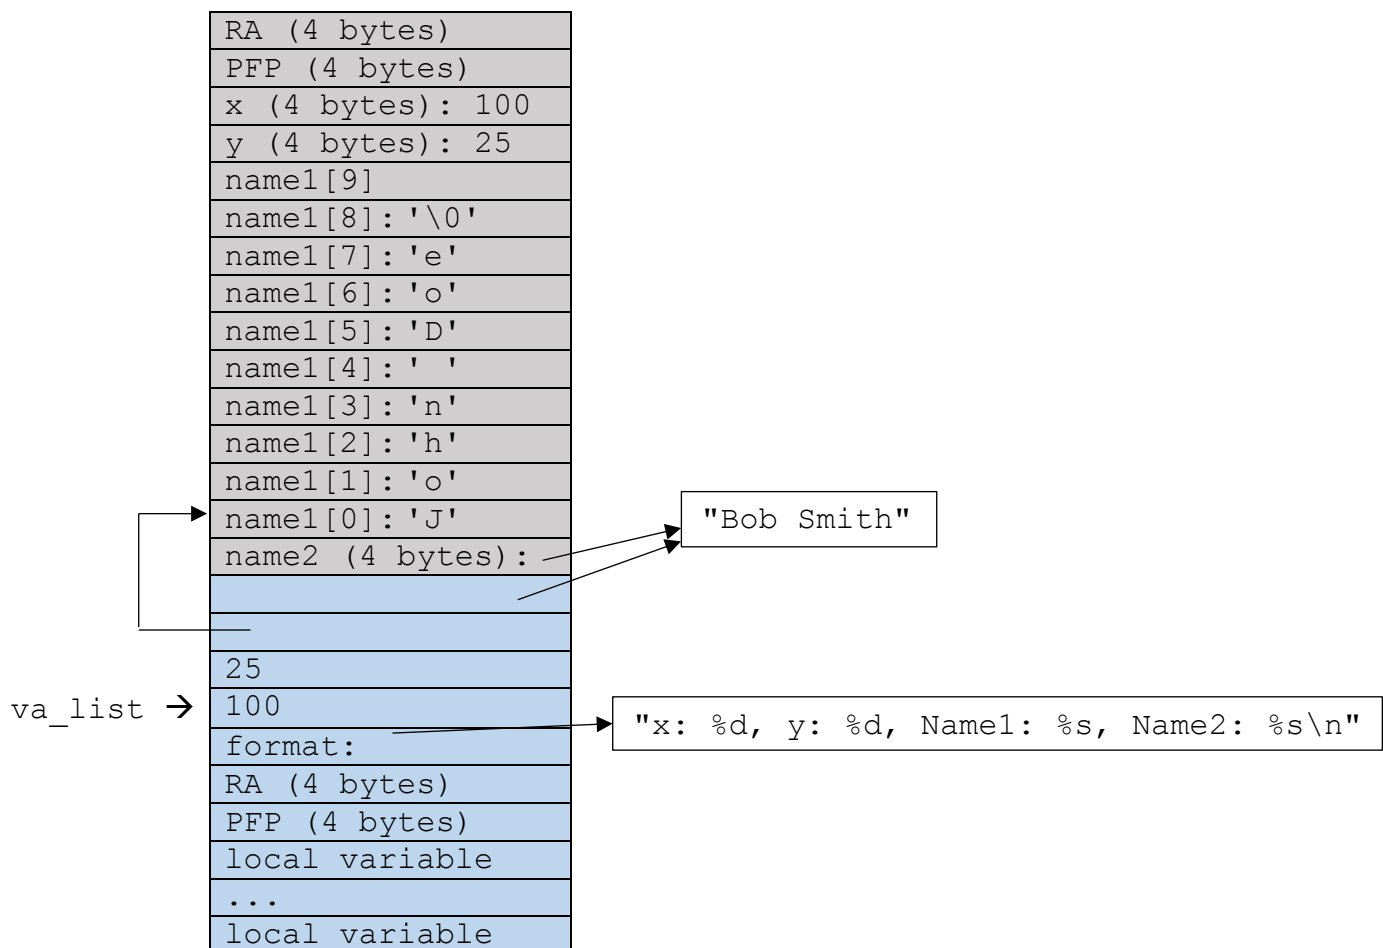 RA (4 bytes)
PFP (4 bytes)
x (4 bytes): 100
y (4 bytes): 25
name1[9]
name1[8]:'\0'
name1[7]:'e'
name1[6]:'o'
name1[5]:'D'
name1[4]:' '
name1[3]:'n'
name1[2]:'h'
name1[1]:'o'
name1[0]:'J'
"Bob Smith"
name2 (4 bytes):
25
va_list → 100
"x: %d, y: %d, Name1: %s, Name2: %s\n"
format:
RA (4 bytes)
PFP (4 bytes)
local variable
...
local variable